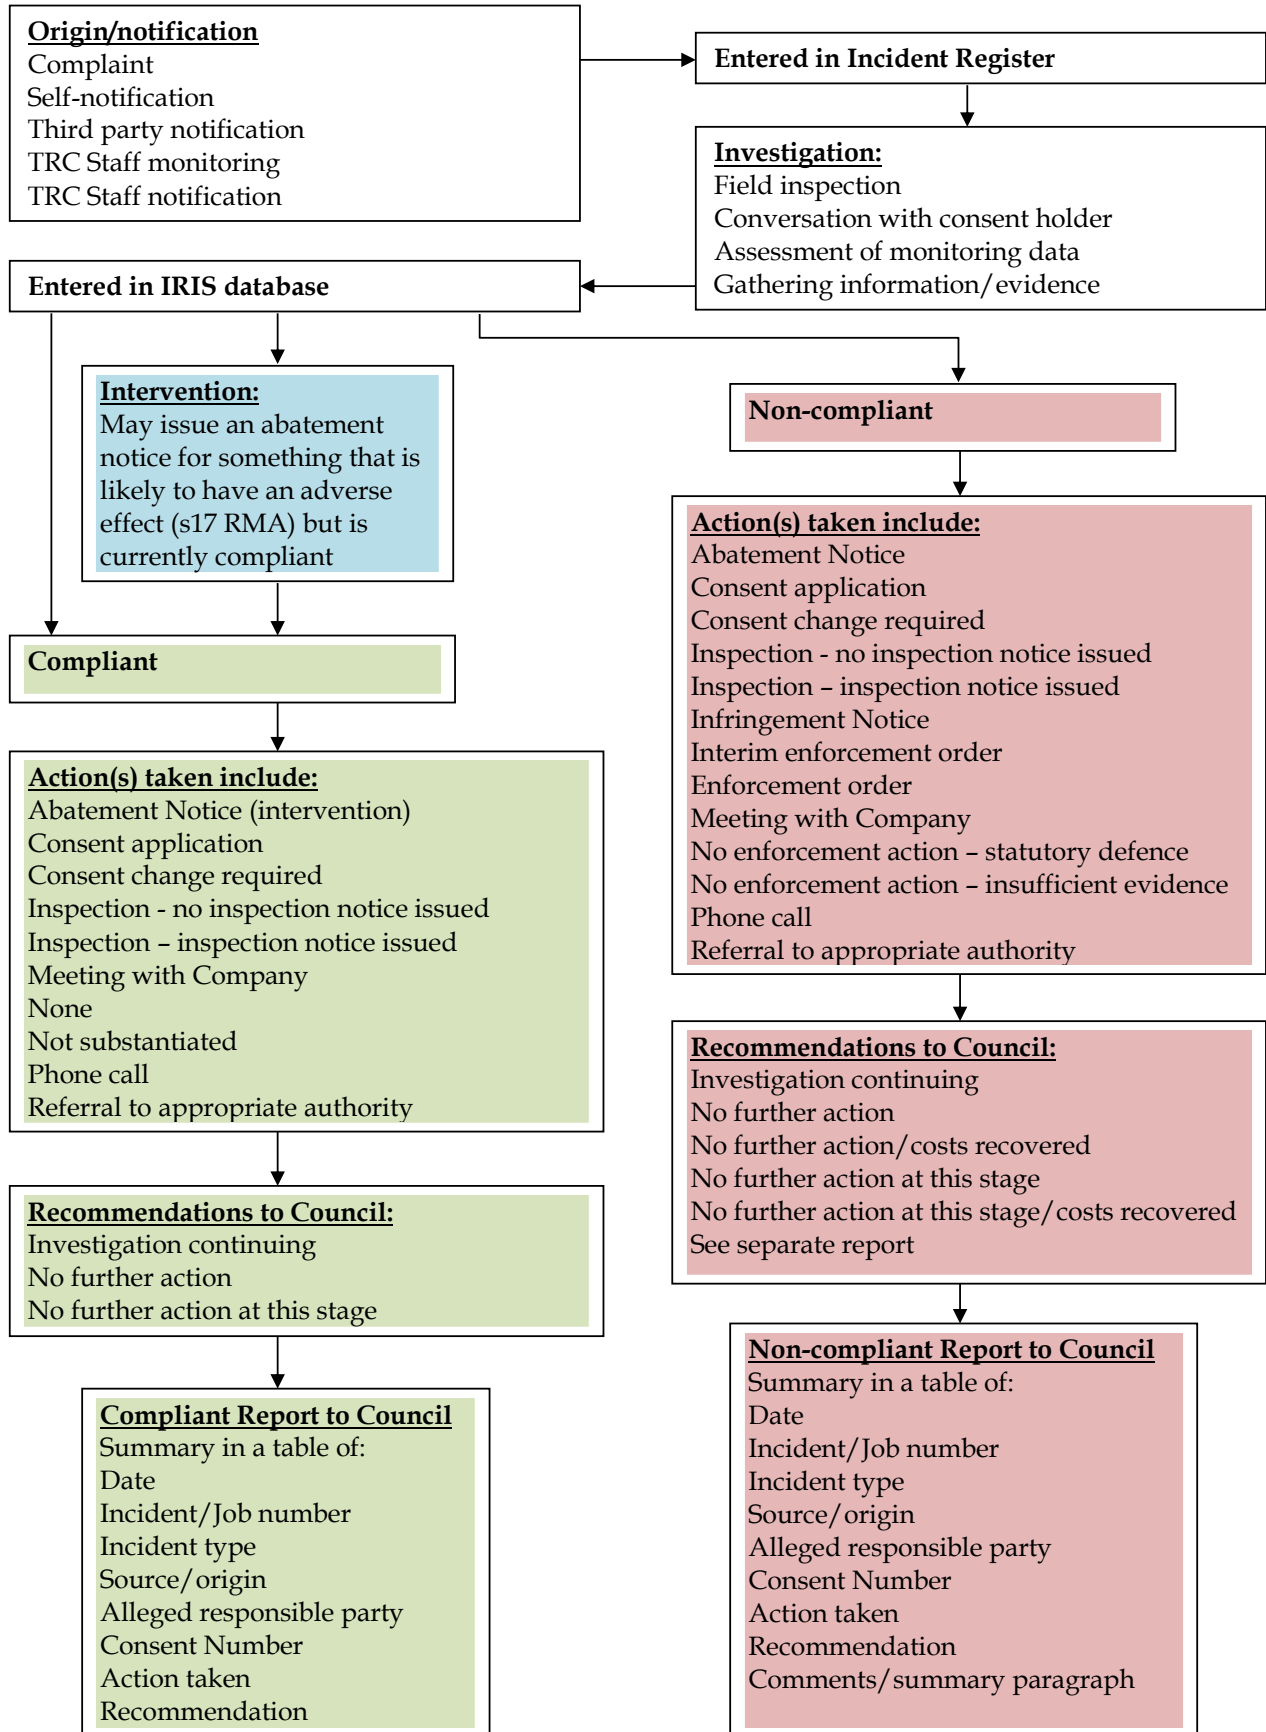 Origin/notification
Complaint
Self-notification
Third party notification
TRC Staff monitoring
TRC Staff notification
Entered in Incident Register
Investigation:
Field inspection
Conversation with consent holder
Assessment of monitoring data
Gathering information/evidence
Entered in IRIS database
Intervention:
May issue an abatement
notice for something that is
likely to have an adverse
effect (s17 RMA) but is
currently compliant
Compliant
Action(s) taken include:
Abatement Notice (intervention)
Consent application
Consent change required
Inspection - no inspection notice issued
Inspection – inspection notice issued
Meeting with Company
None
Not substantiated
Phone call
Referral to appropriate authority
Recommendations to Council:
Investigation continuing
No further action
No further action at this stage
Compliant Report to Council
Summary in a table of:
Date
Incident/Job number
Incident type
Source/origin
Alleged responsible party
Consent Number
Action taken
Recommendation
Non-compliant
Action(s) taken include:
Abatement Notice
Consent application
Consent change required
Inspection - no inspection notice issued
Inspection – inspection notice issued
Infringement Notice
Interim enforcement order
Enforcement order
Meeting with Company
No enforcement action – statutory defence
No enforcement action – insufficient evidence
Phone call
Referral to appropriate authority
Recommendations to Council:
Investigation continuing
No further action
No further action/costs recovered
No further action at this stage
No further action at this stage/costs recovered
See separate report
Non-compliant Report to Council
Summary in a table of:
Date
Incident/Job number
Incident type
Source/origin
Alleged responsible party
Consent Number
Action taken
Recommendation
Comments/summary paragraph